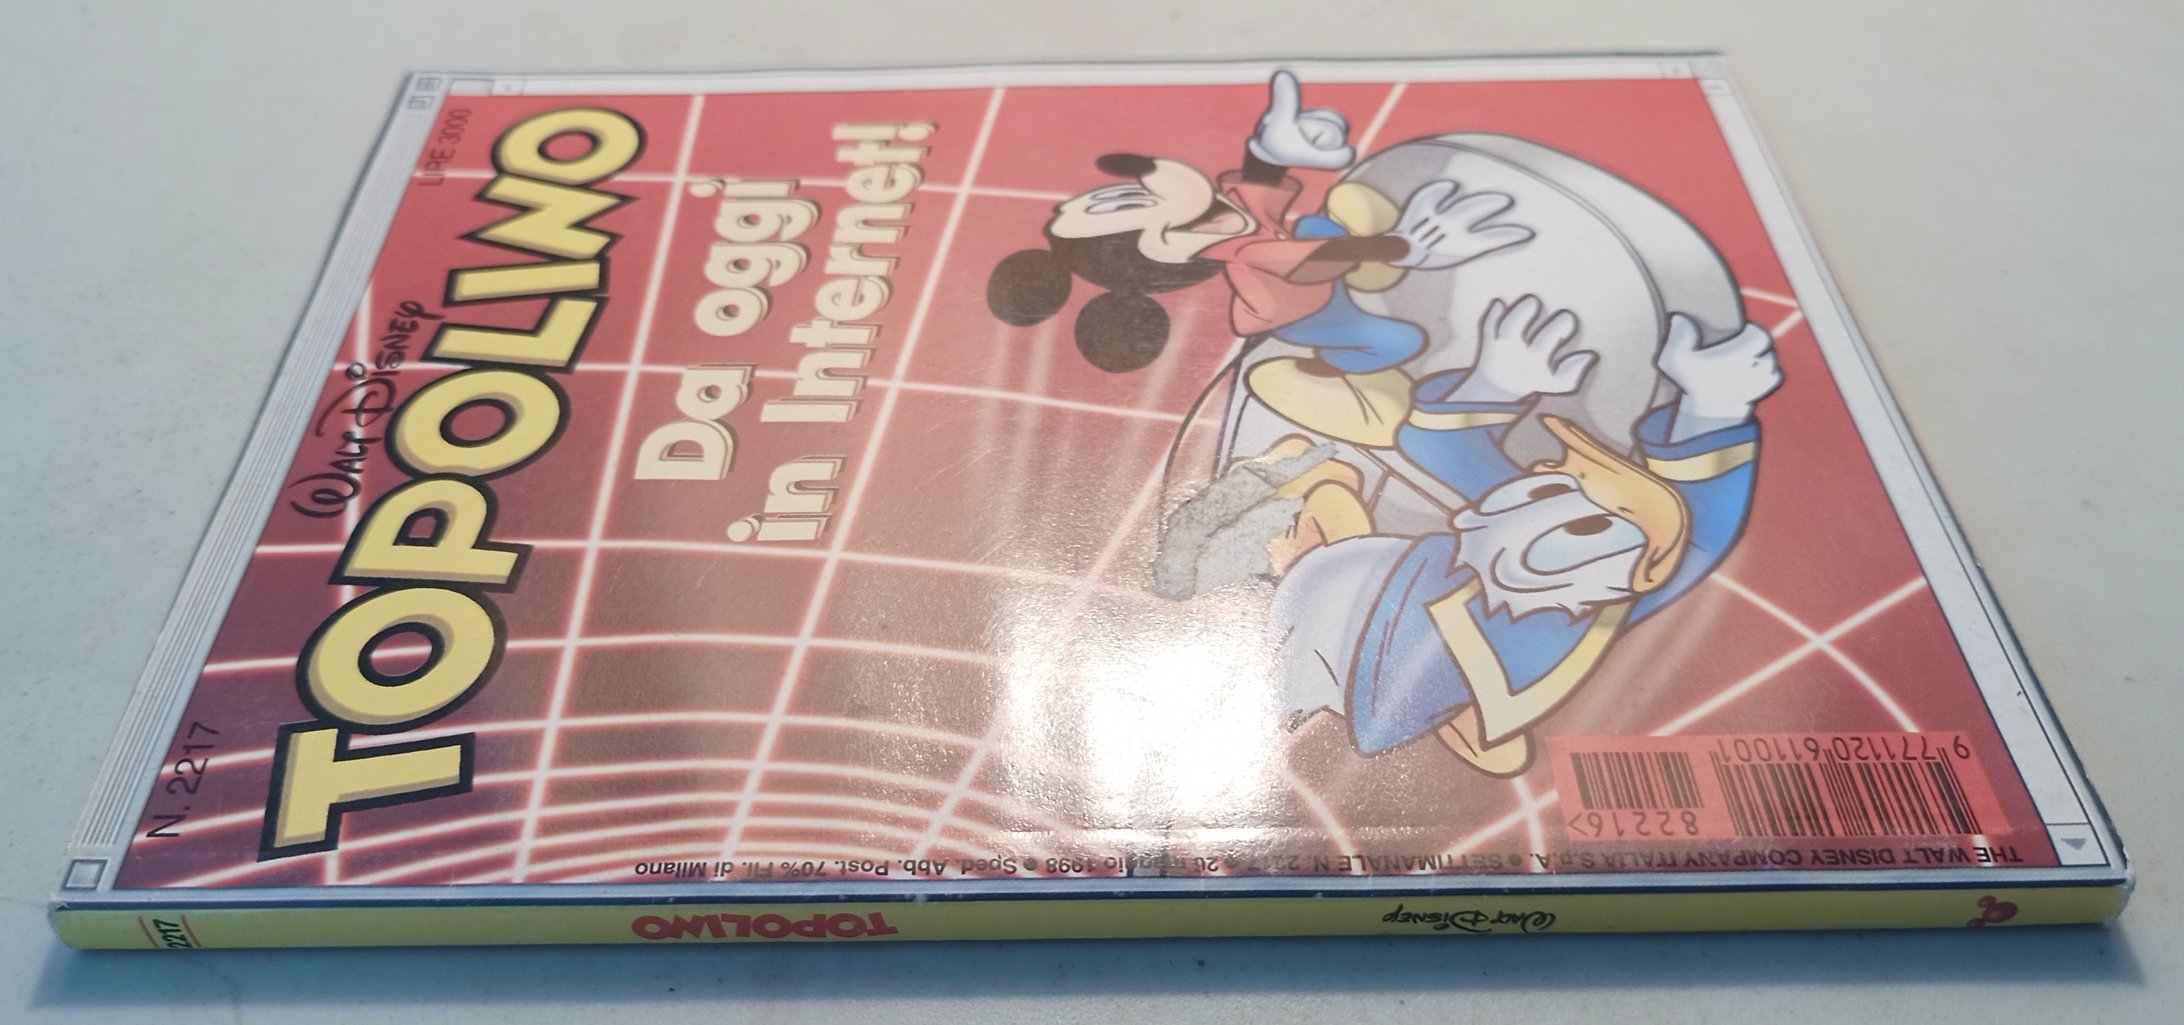 N. 2217
WALT DISNEY
LIRE 3000
TOPOLINO
Da oggi
in Internet!
82216>
9 771120 611001
THE WALT DISNEY COMPANY ITALIA S.p.A. ● SETTIMANALE N. 2217 ● 26 maggio 1998 ● Sped. Abb. Post. 70% Fil. di Milano
WALT DISNEY
TOPOLINO
2217